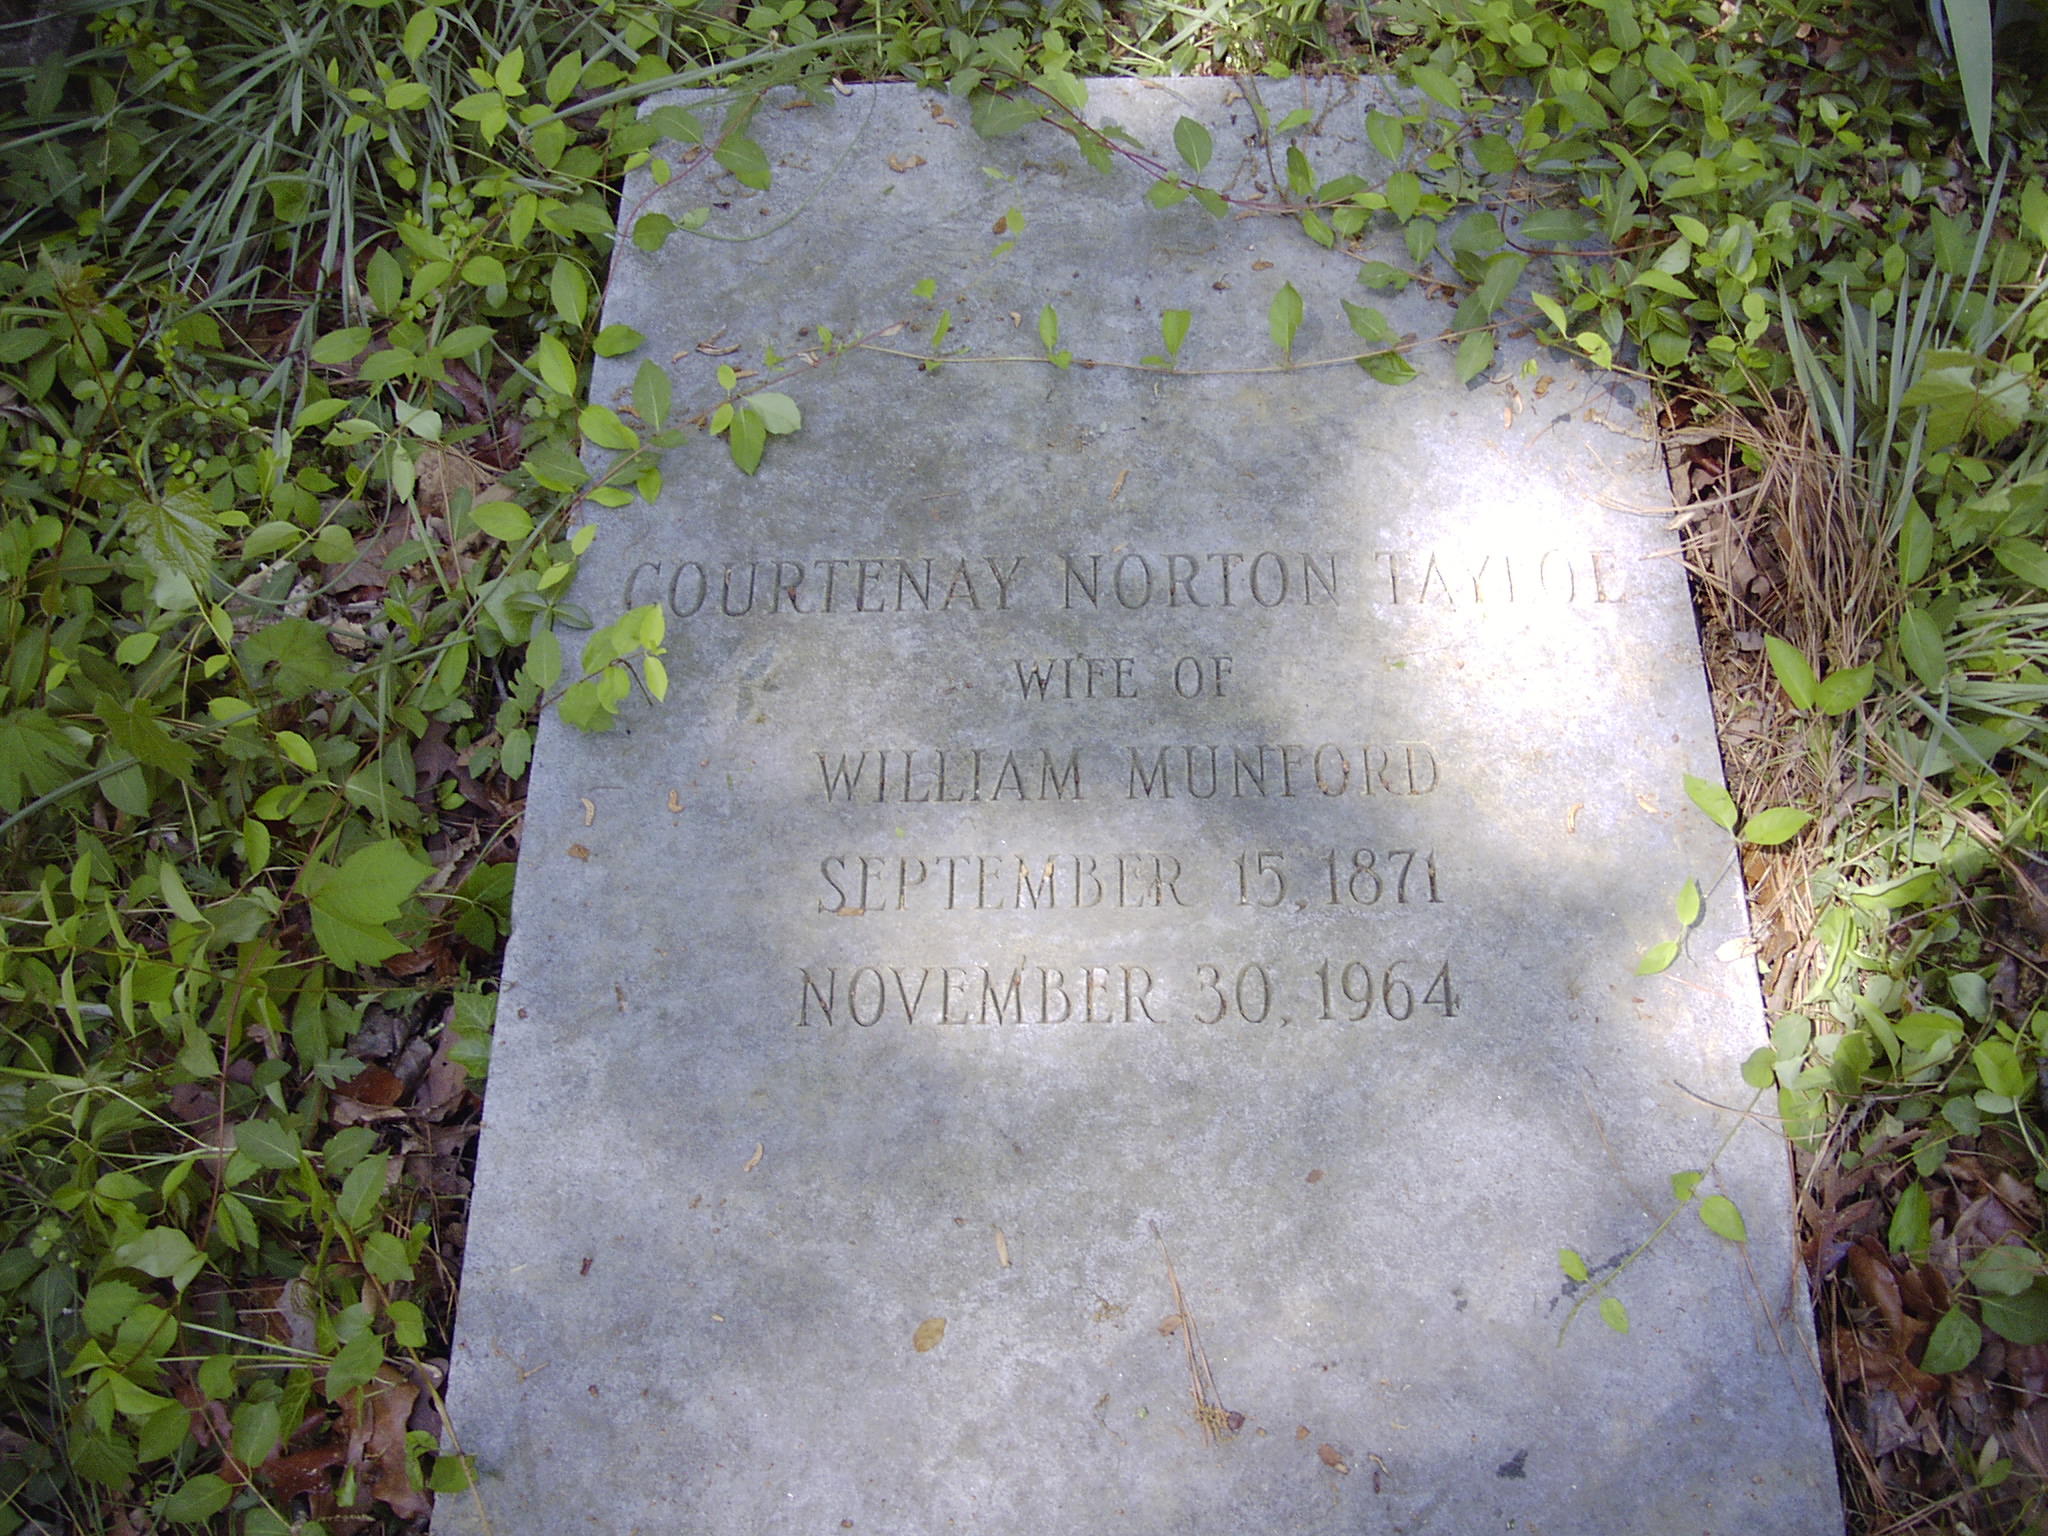 COURTENAY NORTON TAYLOE
WIFE OF
WILLIAM MUNFORD
SEPTEMBER 15, 1871
NOVEMBER 30, 1964